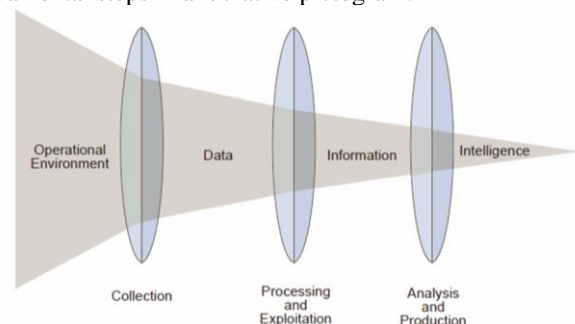 Operational
Environment
Data
Information
Intelligence
Collection
Processing
and
Exploitation
Analysis
and
Production